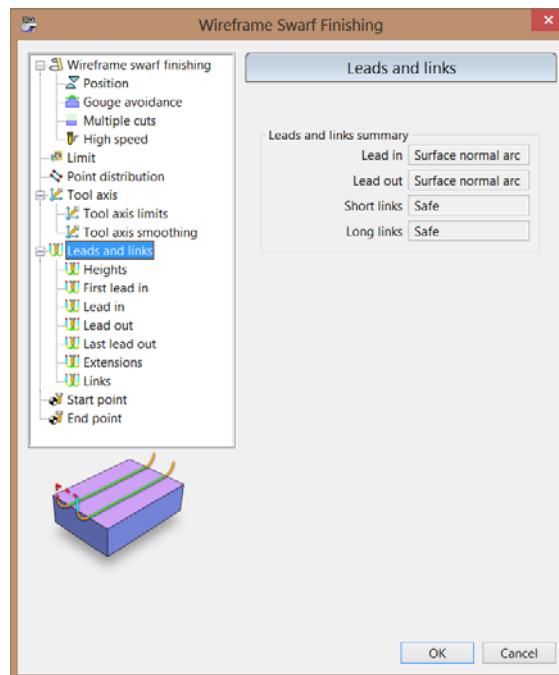 Wireframe Swarf Finishing
Wireframe swarf finishing
Position
Gouge avoidance
Multiple cuts
High speed
Limit
Point distribution
Tool axis
Tool axis limits
Tool axis smoothing
Leads and links
Heights
First lead in
Lead in
Lead out
Last lead out
Extensions
Links
Start point
End point
Leads and links
Leads and links summary
Lead in Surface normal arc
Lead out Surface normal arc
Short links Safe
Long links Safe
OK Cancel